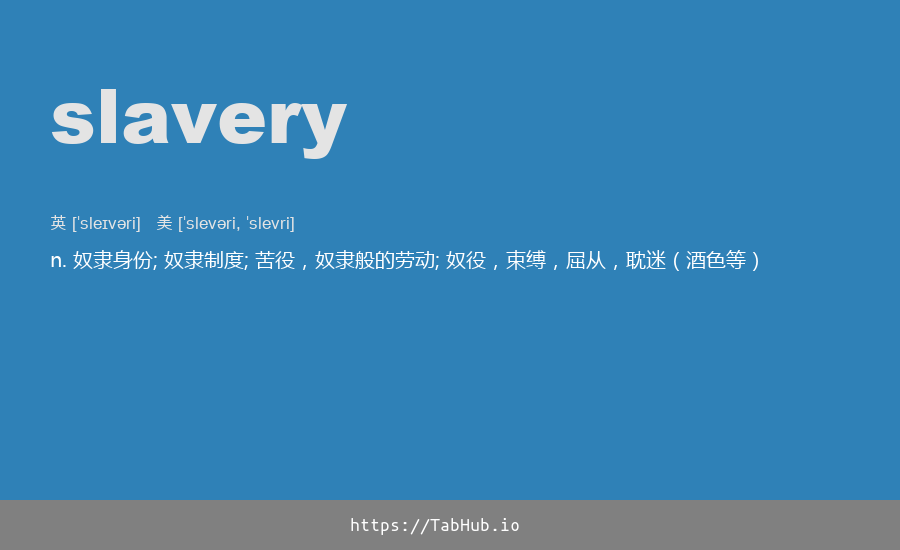 slavery
英 [ˈsleɪvəri] 美 [ˈslevəri, ˈslevri]
n. 奴隶身份; 奴隶制度; 苦役，奴隶般的劳动; 奴役，束缚，屈从，耽迷（酒色等）
https://TabHub.io